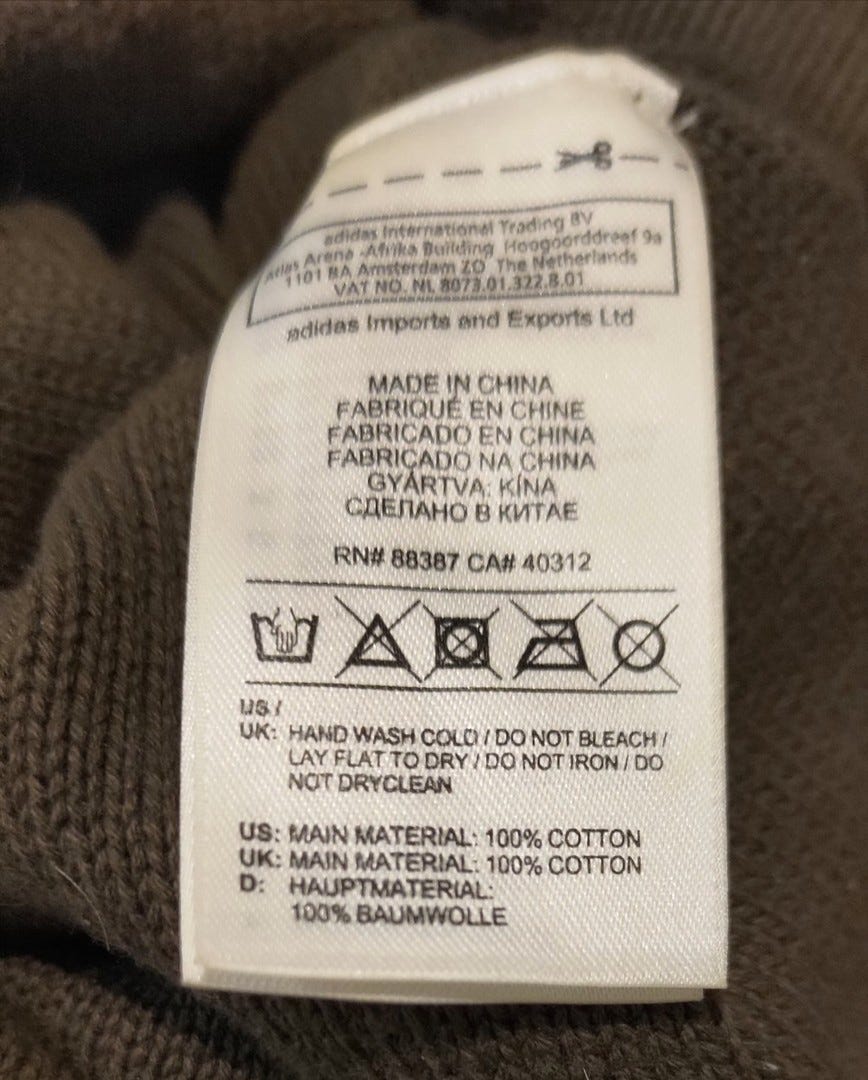 adidas International Trading BV
Atlas Arena -Afrika Building Hoogoorddreef 9a
1101 BA Amsterdam ZO The Netherlands
VAT NO. NL 8073.01.322.B.01
adidas Imports and Exports Ltd
MADE IN CHINA
FABRIQUÉ EN CHINE
FABRICADO EN CHINA
FABRICADO NA CHINA
GYÁRTVA: KÍNA
СДЕЛАНО В КИТАЕ
RN# 88387 CA# 40312
US /
UK: HAND WASH COLD / DO NOT BLEACH /
LAY FLAT TO DRY / DO NOT IRON / DO
NOT DRYCLEAN
US: MAIN MATERIAL: 100% COTTON
UK: MAIN MATERIAL: 100% COTTON
D: HAUPTMATERIAL:
100% BAUMWOLLE